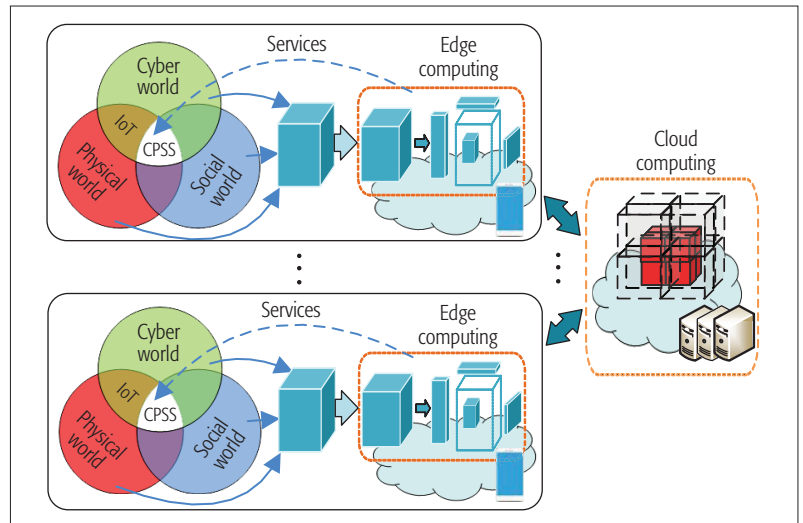 Services
Edge
computing
Cyber
world
IoT
CPSS
Physical
world
Social
world
Cloud
computing
Services
Edge
computing
Cyber
world
IoT
CPSS
Physical
world
Social
world